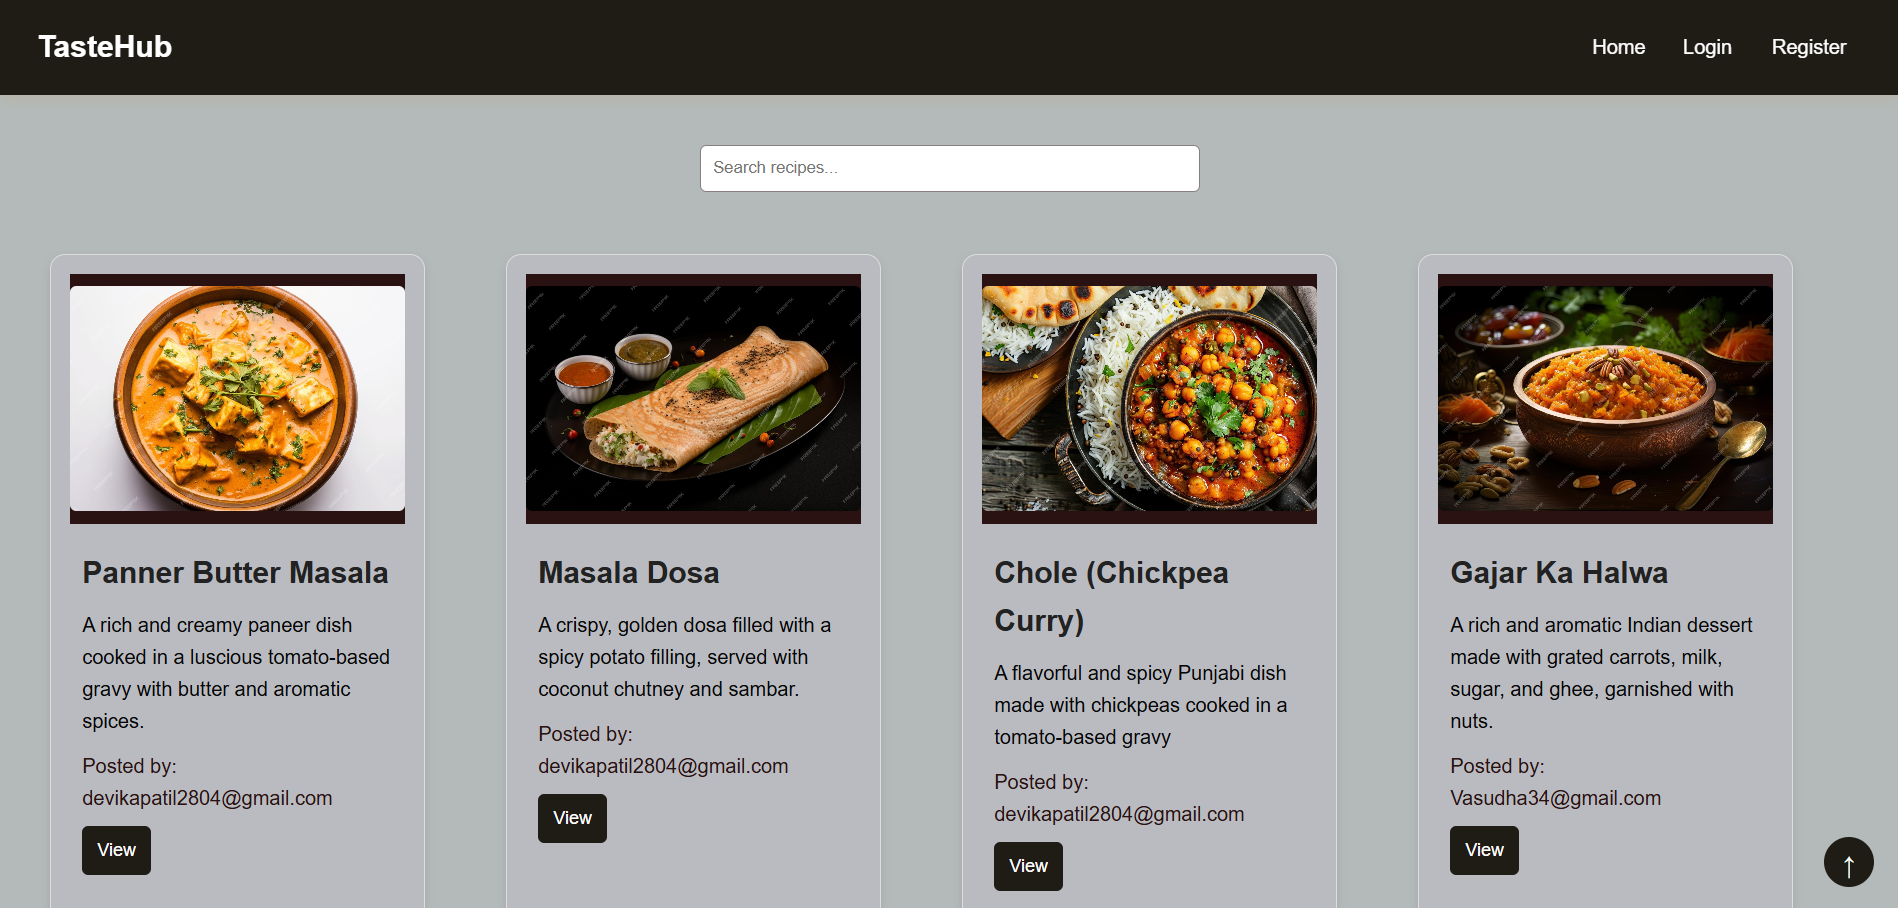 TasteHub
Home Login Register
Search recipes...
Panner Butter Masala
A rich and creamy paneer dish
cooked in a luscious tomato-based
gravy with butter and aromatic
spices.
Posted by:
devikapatil2804@gmail.com
View
Masala Dosa
A crispy, golden dosa filled with a
spicy potato filling, served with
coconut chutney and sambar.
Posted by:
devikapatil2804@gmail.com
View
Chole (Chickpea
Curry)
A flavorful and spicy Punjabi dish
made with chickpeas cooked in a
tomato-based gravy
Posted by:
devikapatil2804@gmail.com
View
Gajar Ka Halwa
A rich and aromatic Indian dessert
made with grated carrots, milk,
sugar, and ghee, garnished with
nuts.
Posted by:
Vasudha34@gmail.com
View
↑